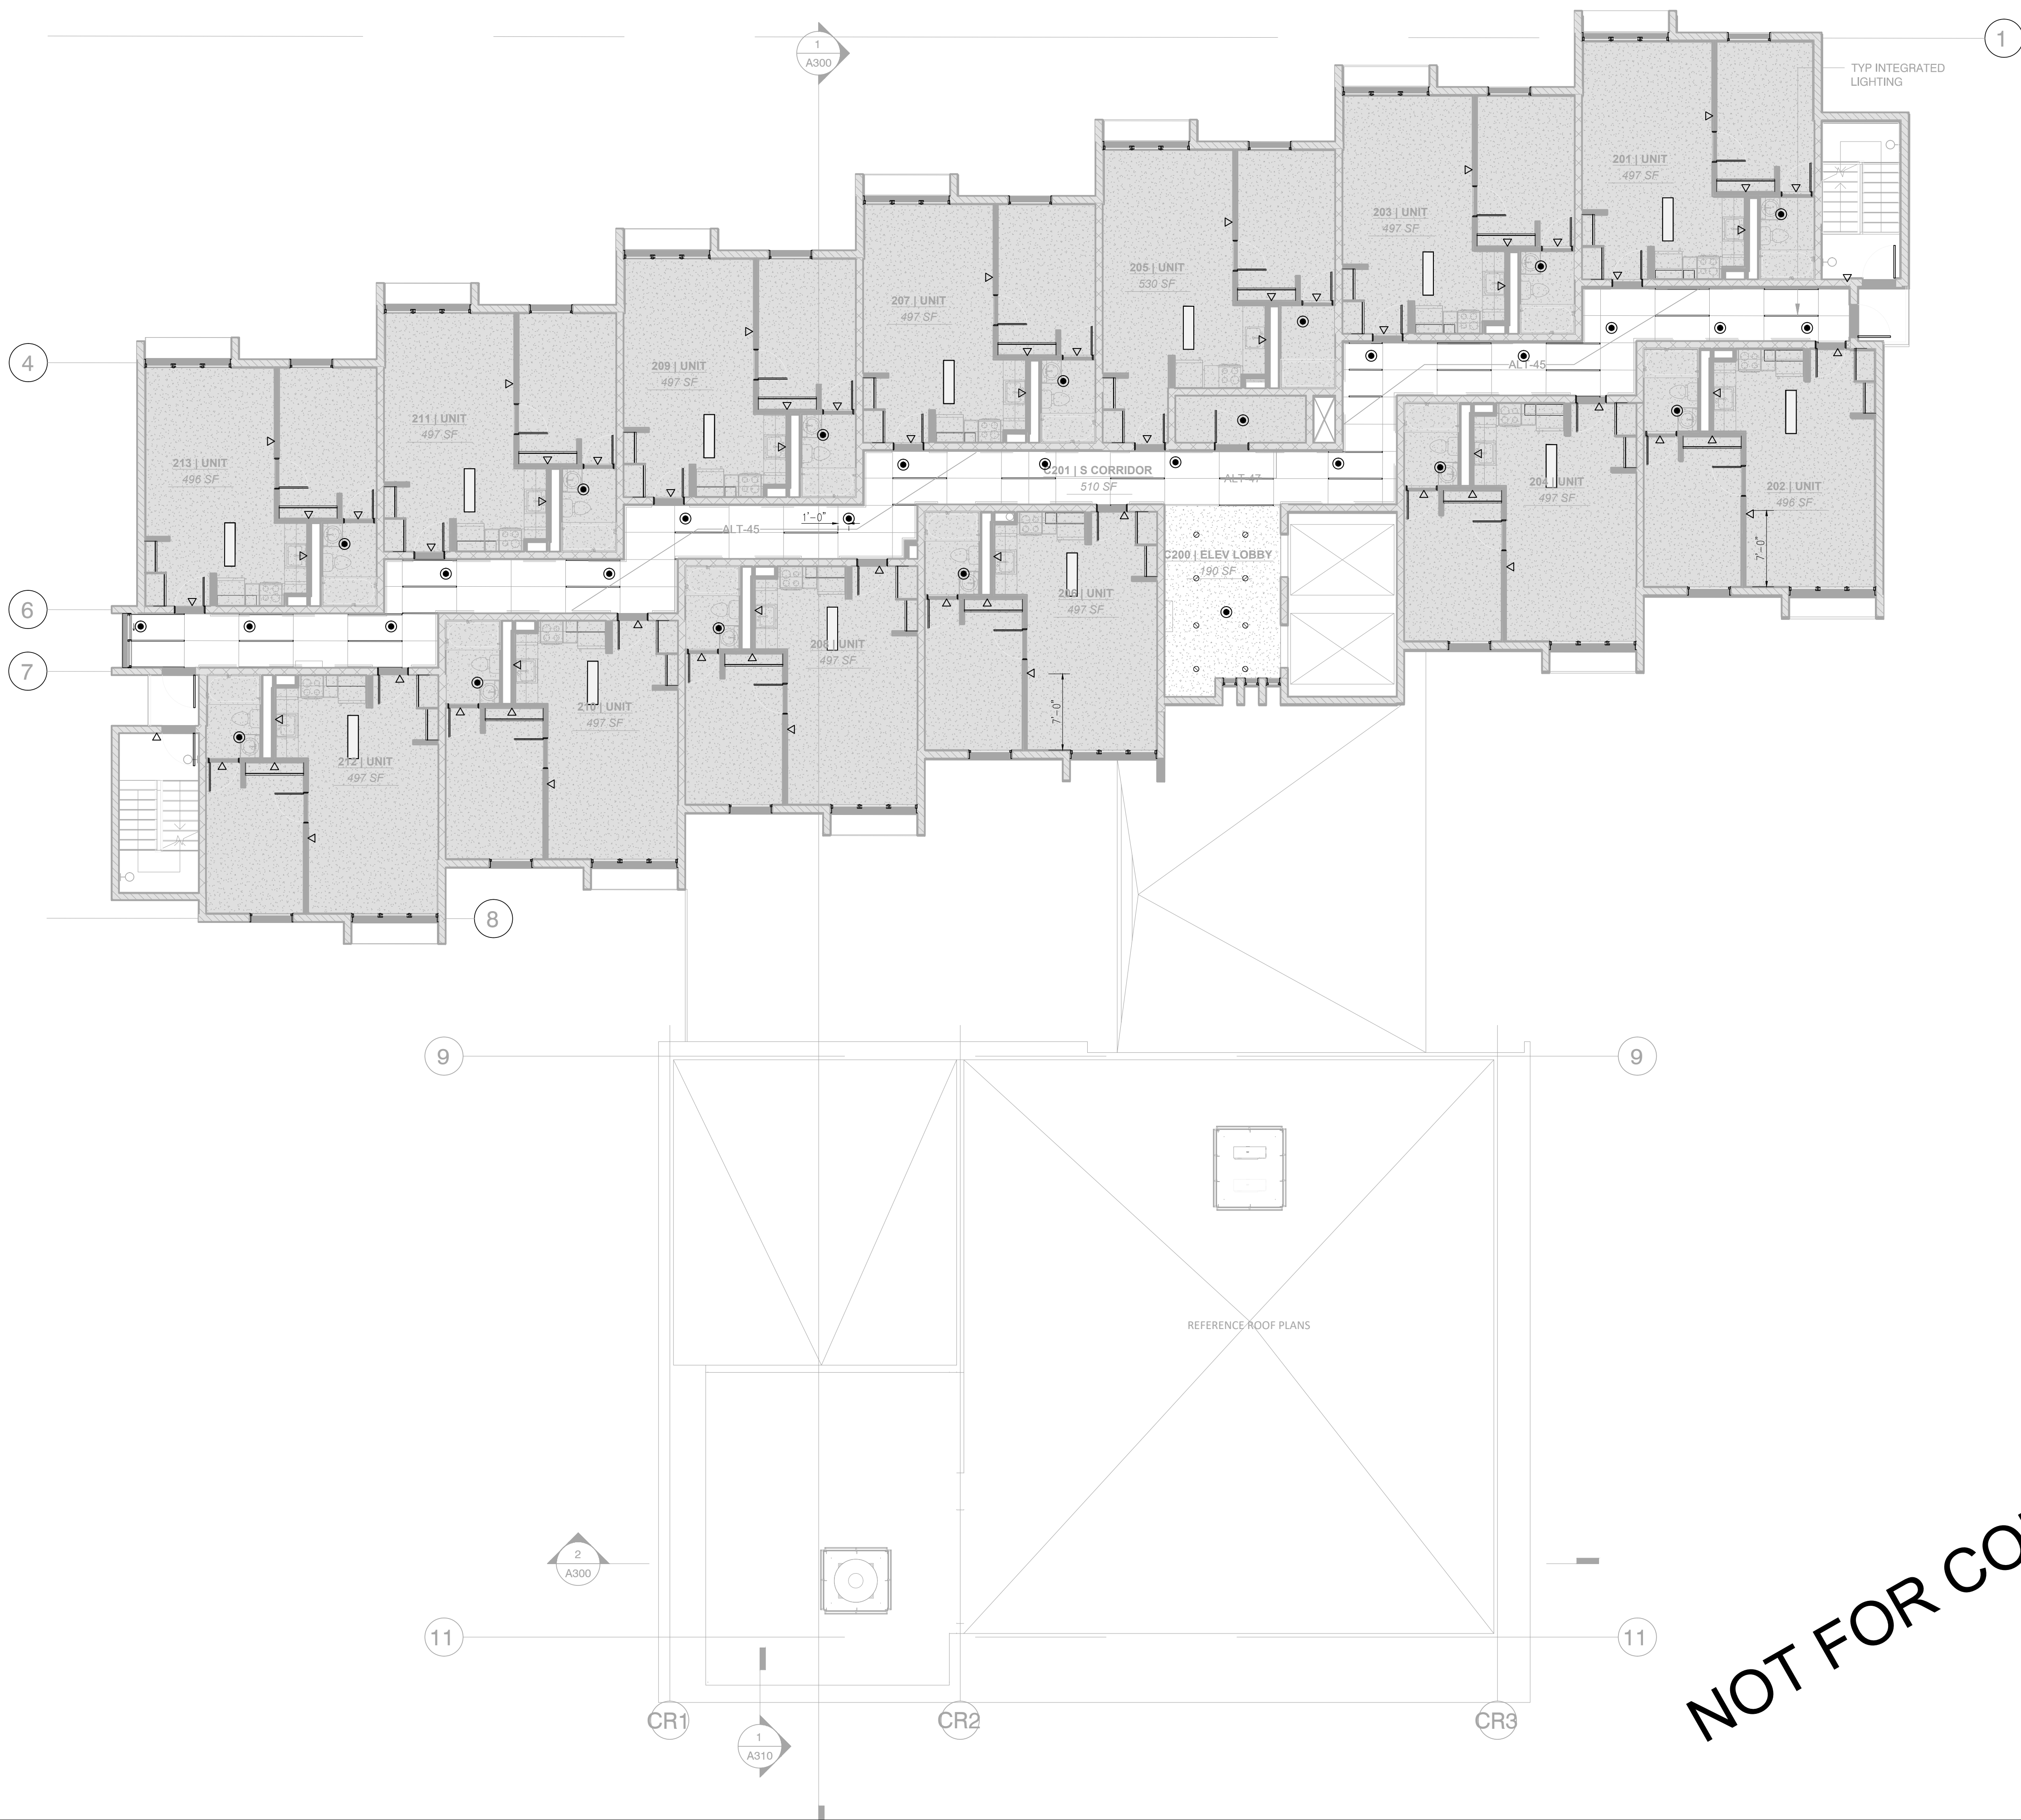 1
A300
1
TYP INTEGRATED
LIGHTING
201 | UNIT
497 SF
203 | UNIT
497 SF
205 | UNIT
530 SF
207 | UNIT
497 SF
209 | UNIT
497 SF
4
ALT-45
211 | UNIT
497 SF
213 | UNIT
496 SF
C201 | S CORRIDOR
510 SF
ALT-47
204 | UNIT
497 SF
202 | UNIT
496 SF
7'-0"
1'-0"
ALT-45
C200 | ELEV LOBBY
190 SF
206 | UNIT
497 SF
6
208 | UNIT
497 SF
7
7'-0"
210 | UNIT
497 SF
212 | UNIT
497 SF
8
9
9
REFERENCE ROOF PLANS
2
A300
NOT FOR CO
11
11
CR1
CR2
CR3
1
A310